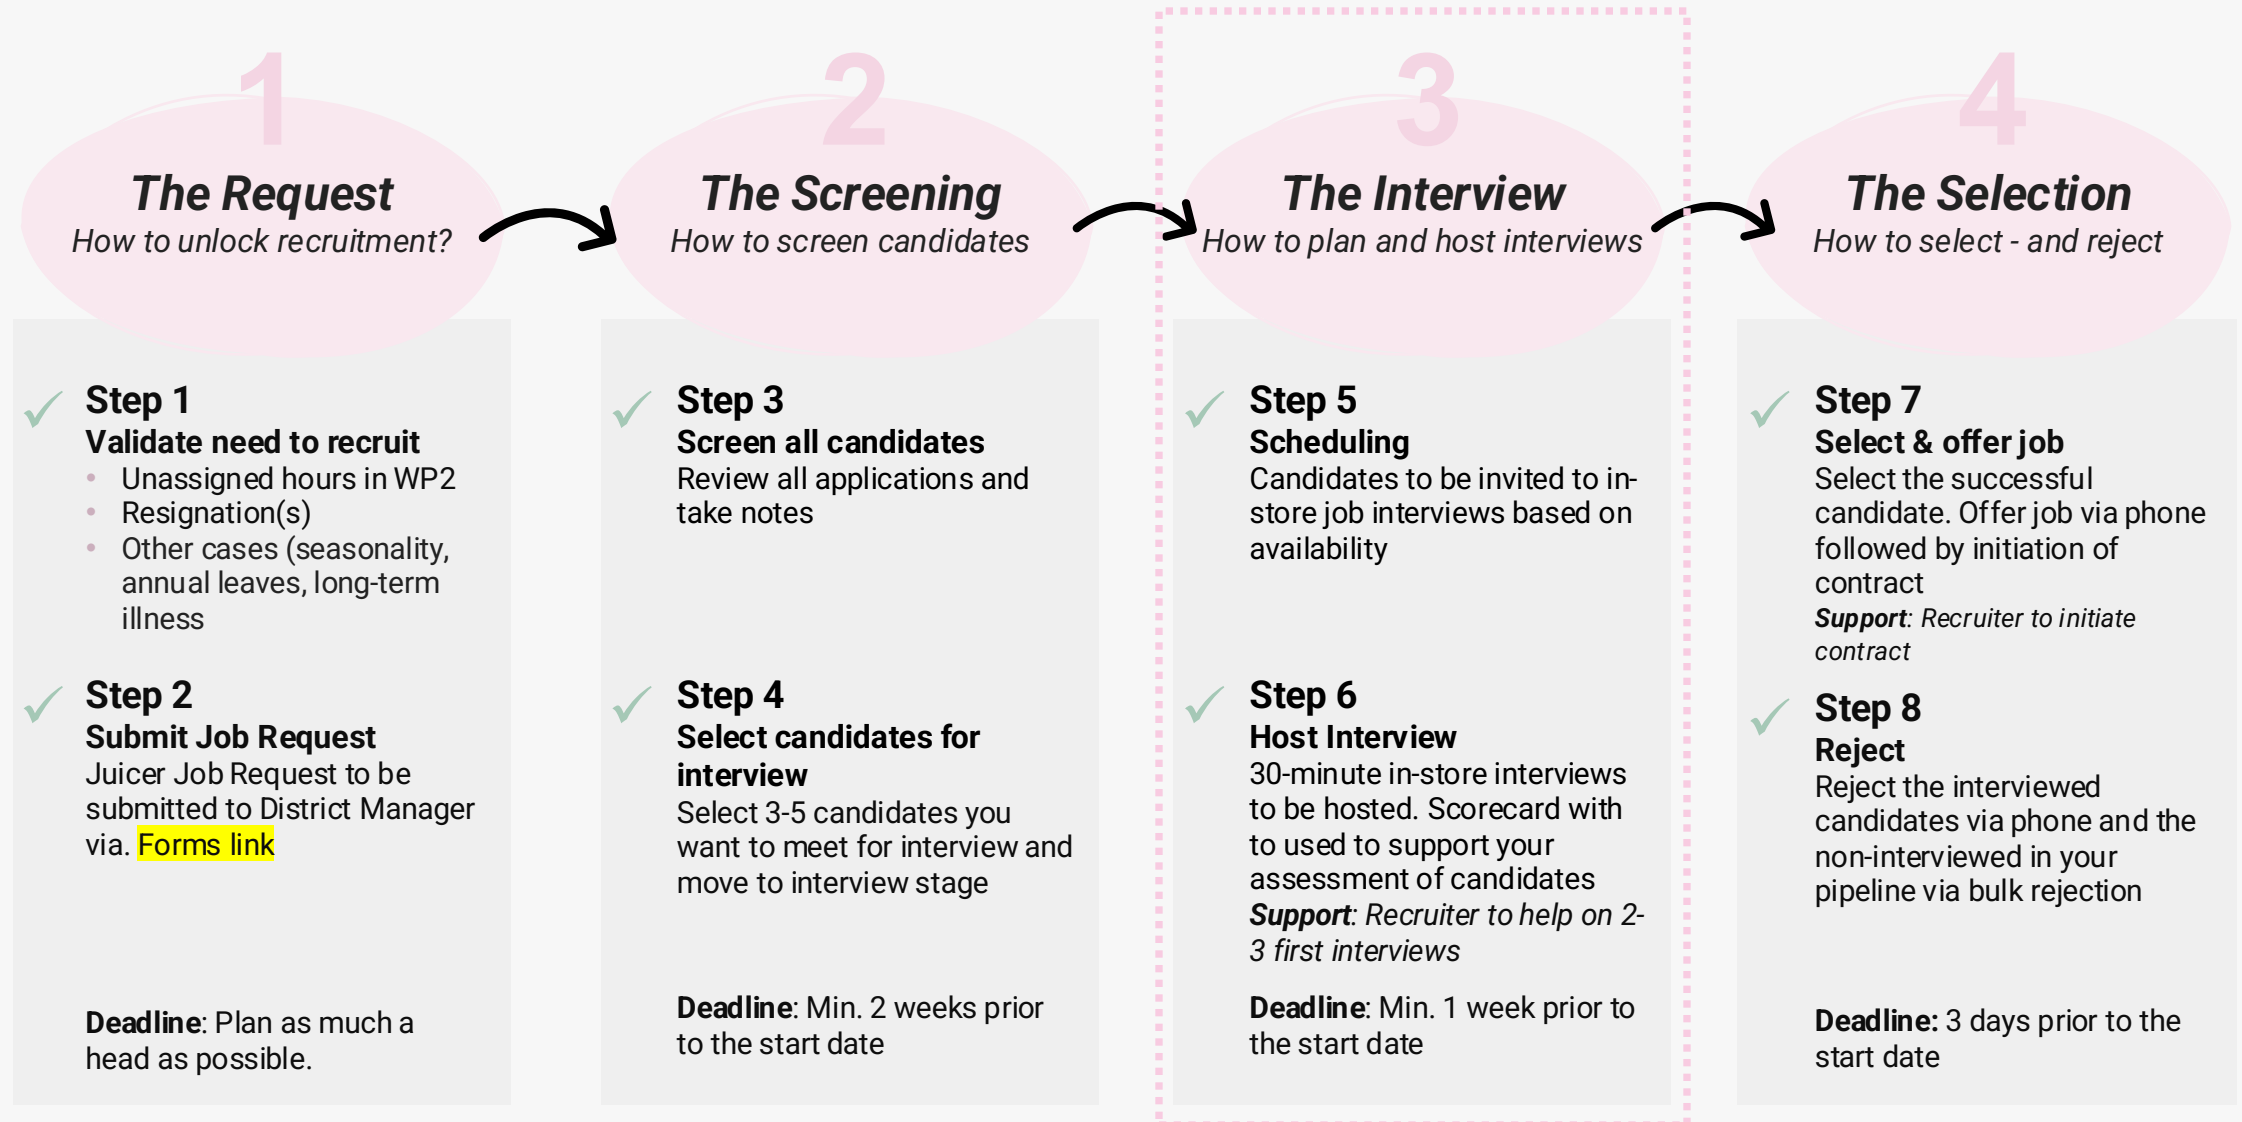 1
The Request
How to unlock recruitment?
Step 1
Validate need to recruit
• Unassigned hours in WP2
• Resignation(s)
• Other cases (seasonality,
annual leaves, long-term
illness
Step 2
Submit Job Request
Juicer Job Request to be
submitted to District Manager
via. Forms link
Deadline: Plan as much a
head as possible.
2
The Screening
How to screen candidates
Step 3
Screen all candidates
Review all applications and
take notes
Step 4
Select candidates for
interview
Select 3-5 candidates you
want to meet for interview and
move to interview stage
Deadline: Min. 2 weeks prior
to the start date
3
The Interview
How to plan and host interviews
Step 5
Scheduling
Candidates to be invited to in-
store job interviews based on
availability
Step 6
Host Interview
30-minute in-store interviews
to be hosted. Scorecard with
to used to support your
assessment of candidates
Support: Recruiter to help on 2-
3 first interviews
Deadline: Min. 1 week prior to
the start date
4
The Selection
How to select - and reject
Step 7
Select & offer job
Select the successful
candidate. Offer job via phone
followed by initiation of
contract
Support: Recruiter to initiate
contract
Step 8
Reject
Reject the interviewed
candidates via phone and the
non-interviewed in your
pipeline via bulk rejection
Deadline: 3 days prior to the
start date